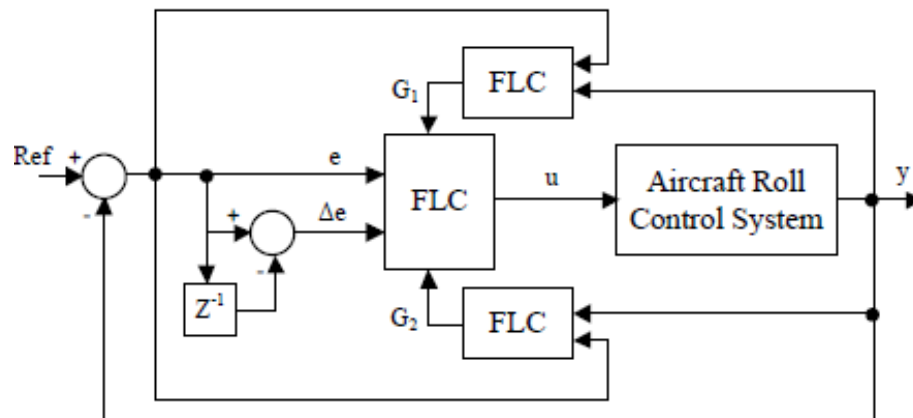 FLC
G₁
Ref
+
-
e
+
-
Δe
Z⁻¹
FLC
u
Aircraft Roll
Control System
y
G₂
FLC